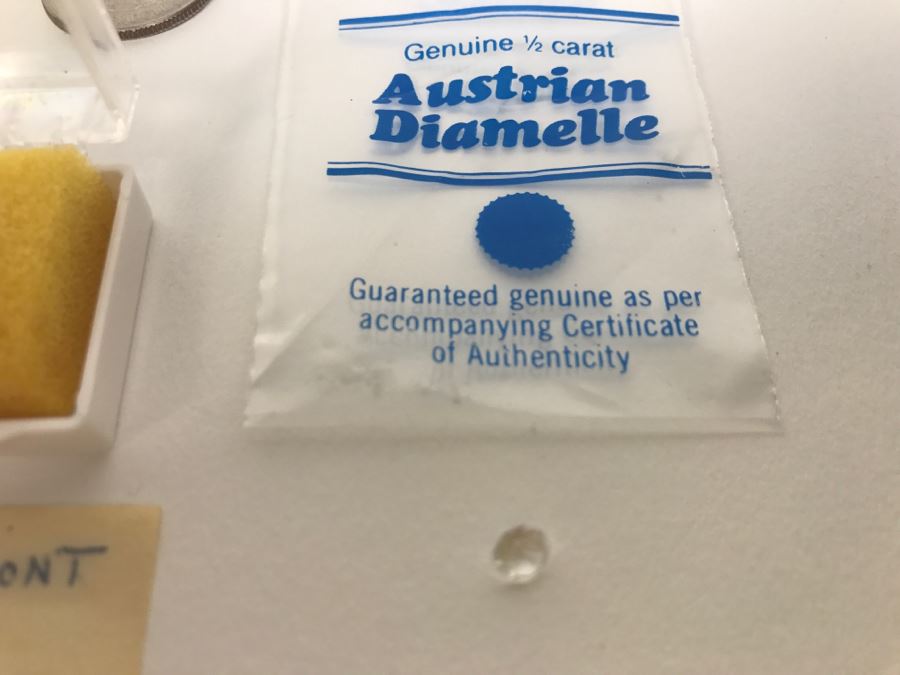 Genuine ½ carat
Austrian
Diamelle
Guaranteed genuine as per
accompanying Certificate
of Authenticity
ONT